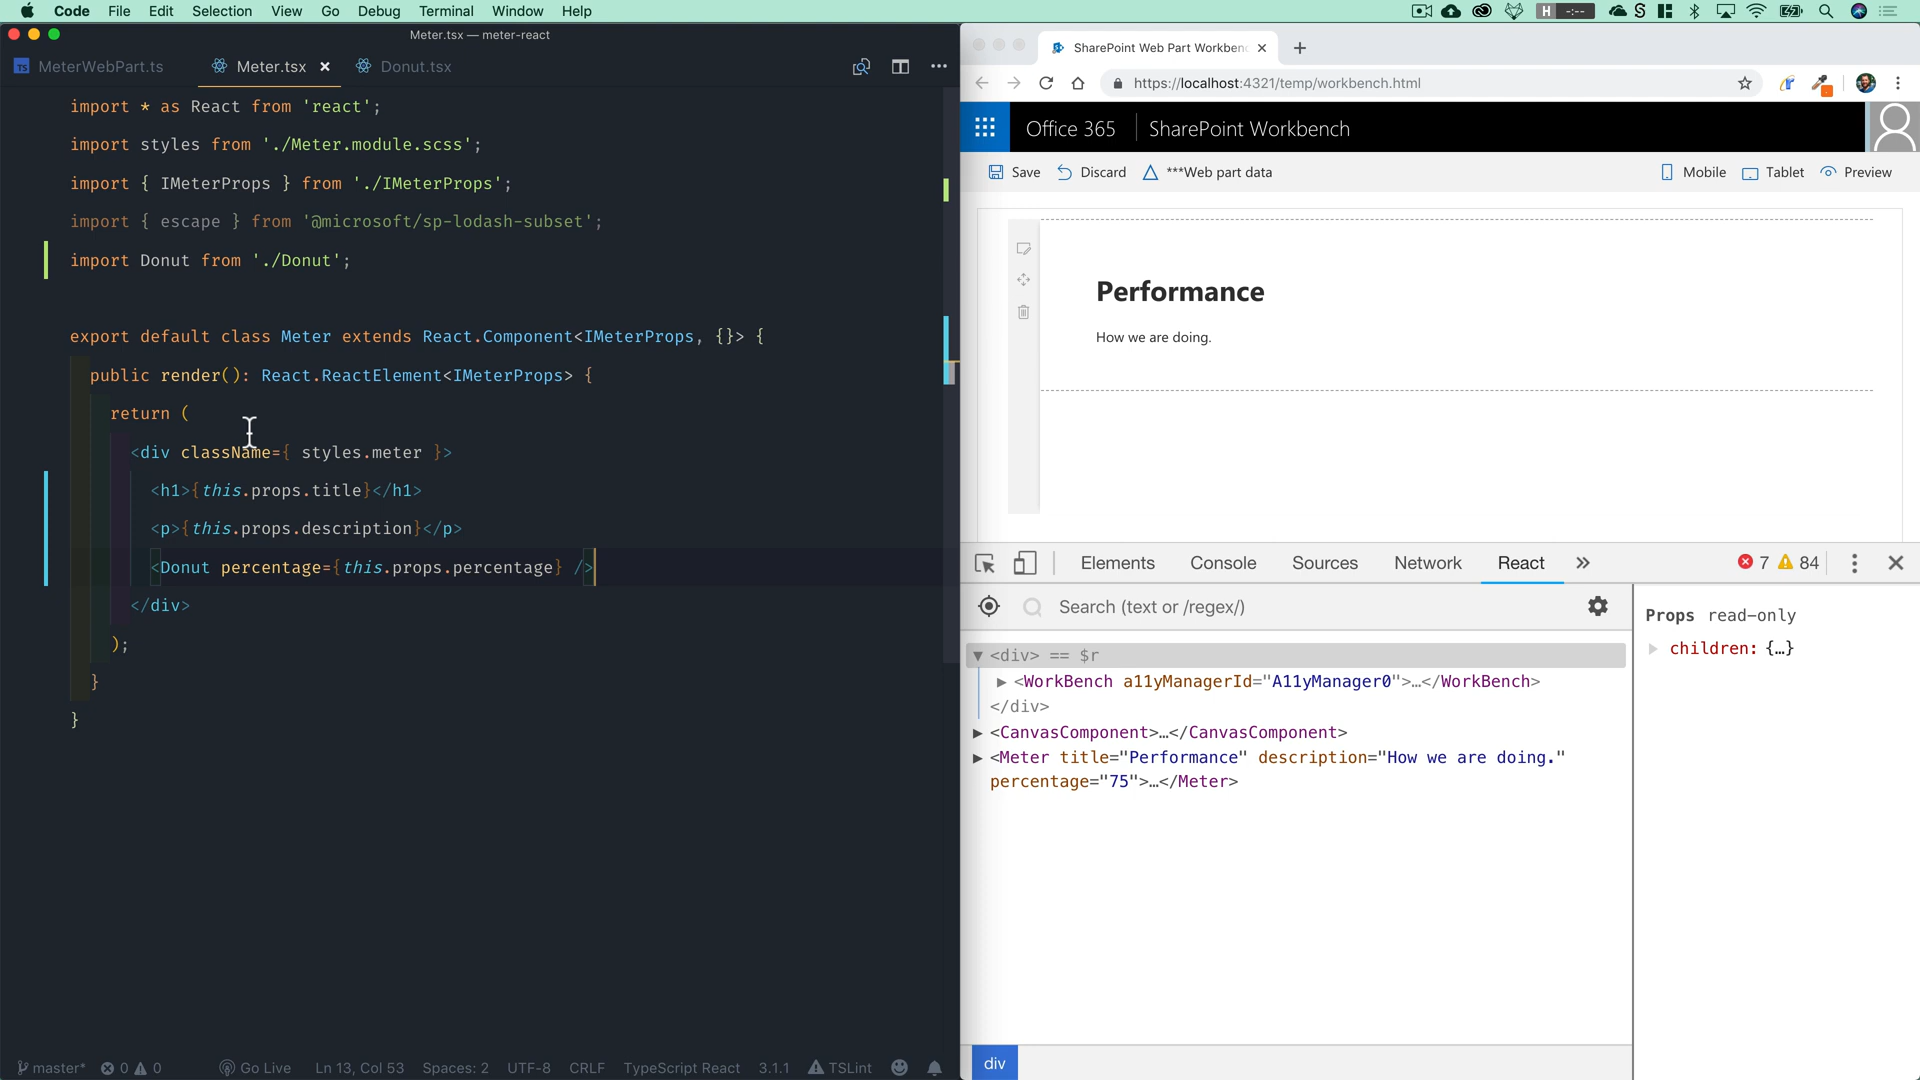 Code File Edit Selection View Go Debug Terminal Window Help
H -:--
S
Meter.tsx — meter-react
TS MeterWebPart.ts Meter.tsx × Donut.tsx
import * as React from 'react';
import styles from './Meter.module.scss';
import { IMeterProps } from './IMeterProps';
import { escape } from '@microsoft/sp-lodash-subset';
import Donut from './Donut';
export default class Meter extends React.Component<IMeterProps, {}> {
public render(): React.ReactElement<IMeterProps> {
return (
<div className={ styles.meter }>
<h1>{this.props.title}</h1>
<p>{this.props.description}</p>
<Donut percentage={this.props.percentage} />
</div>
);
}
}
master* 0 0 Go Live Ln 13, Col 53 Spaces: 2 UTF-8 CRLF TypeScript React 3.1.1 TSLint
SharePoint Web Part Workben
https://localhost:4321/temp/workbench.html
Office 365 SharePoint Workbench
Save Discard ***Web part data Mobile Tablet Preview
Performance
How we are doing.
Elements Console Sources Network React » 7 84
Search (text or /regex/)
▼<div> == $r
▶<WorkBench a11yManagerId="A11yManager0">…</WorkBench>
</div>
▶<CanvasComponent>…</CanvasComponent>
▶<Meter title="Performance" description="How we are doing."
percentage="75">…</Meter>
Props read-only
▶ children: {…}
div